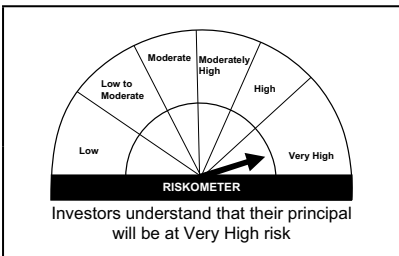 Low
Low to
Moderate
Moderate
Moderately
High
High
Very High
RISKOMETER
Investors understand that their principal
will be at Very High risk